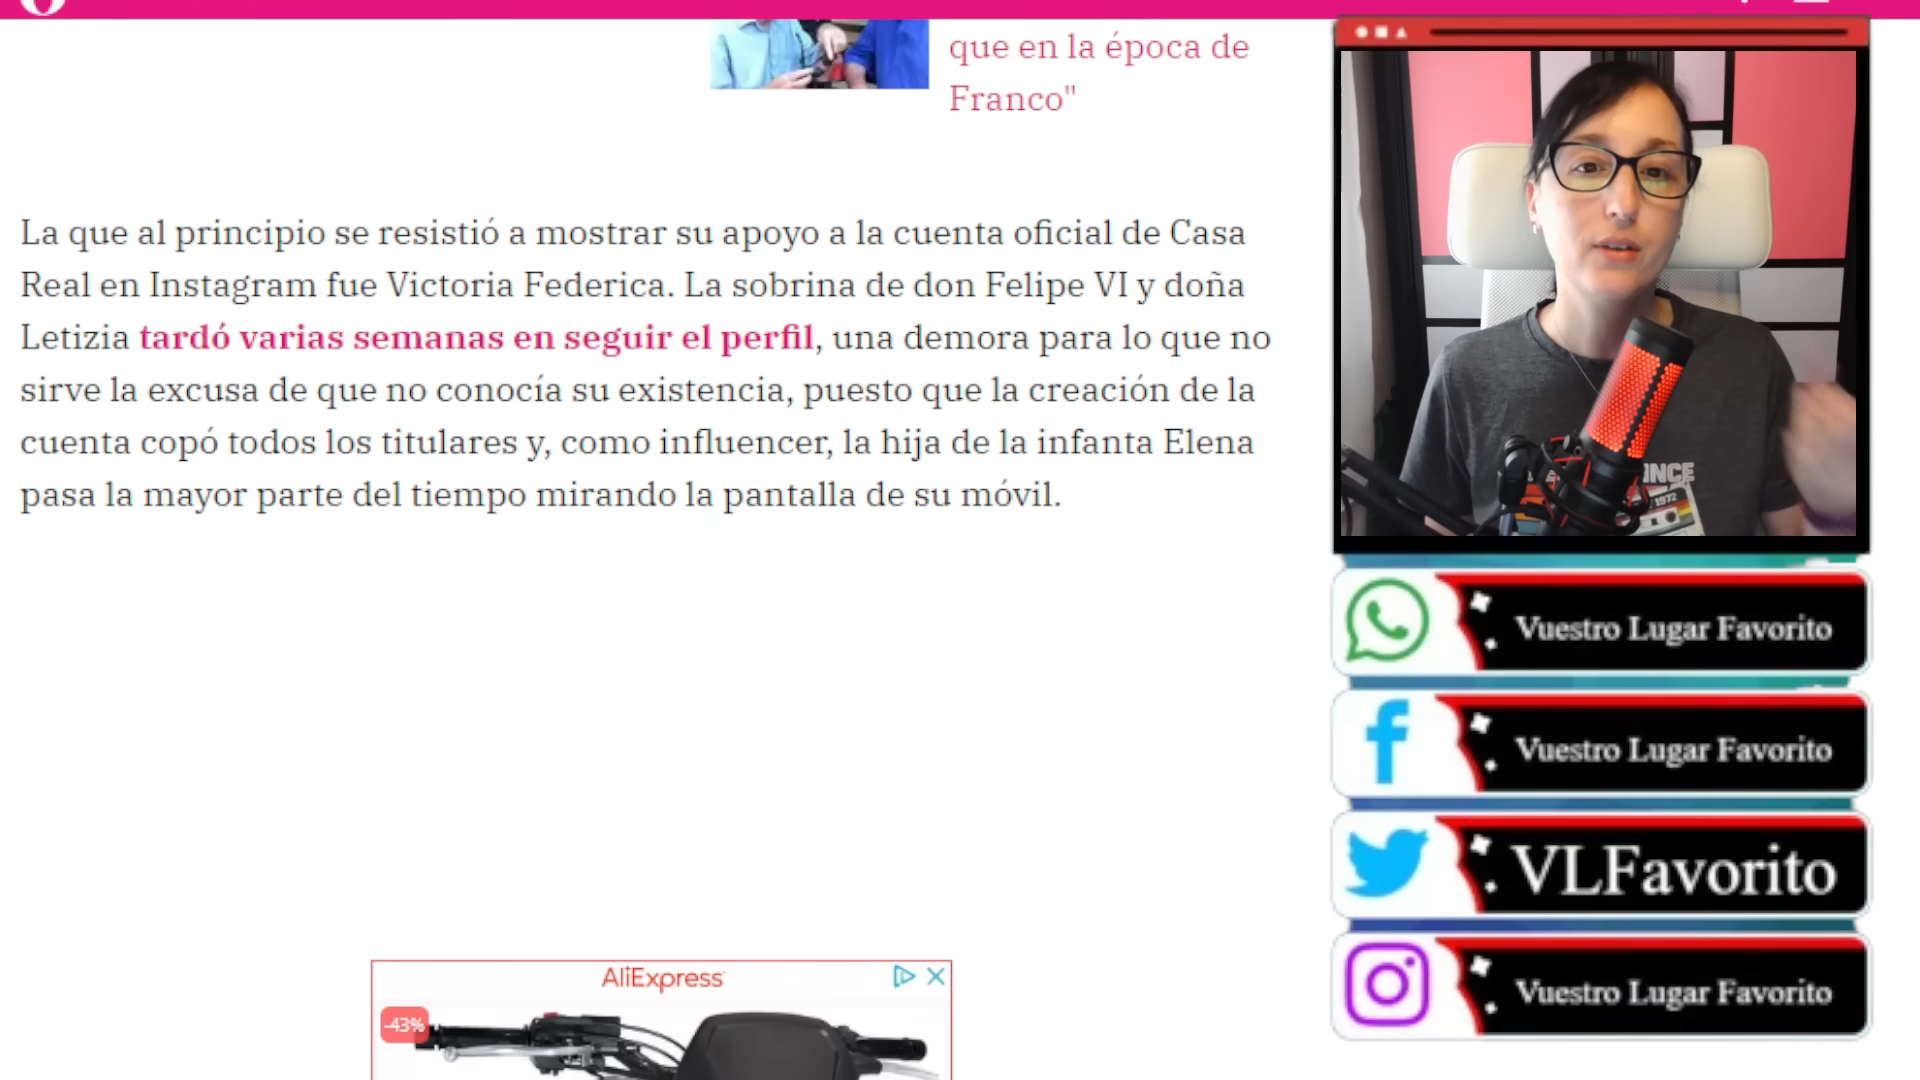 que en la época de
Franco"
La que al principio se resistió a mostrar su apoyo a la cuenta oficial de Casa
Real en Instagram fue Victoria Federica. La sobrina de don Felipe VI y doña
Letizia tardó varias semanas en seguir el perfil, una demora para lo que no
sirve la excusa de que no conocía su existencia, puesto que la creación de la
cuenta copó todos los titulares y, como influencer, la hija de la infanta Elena
pasa la mayor parte del tiempo mirando la pantalla de su móvil.
AliExpress
-43%
1972
Vuestro Lugar Favorito
Vuestro Lugar Favorito
VLFavorito
Vuestro Lugar Favorito